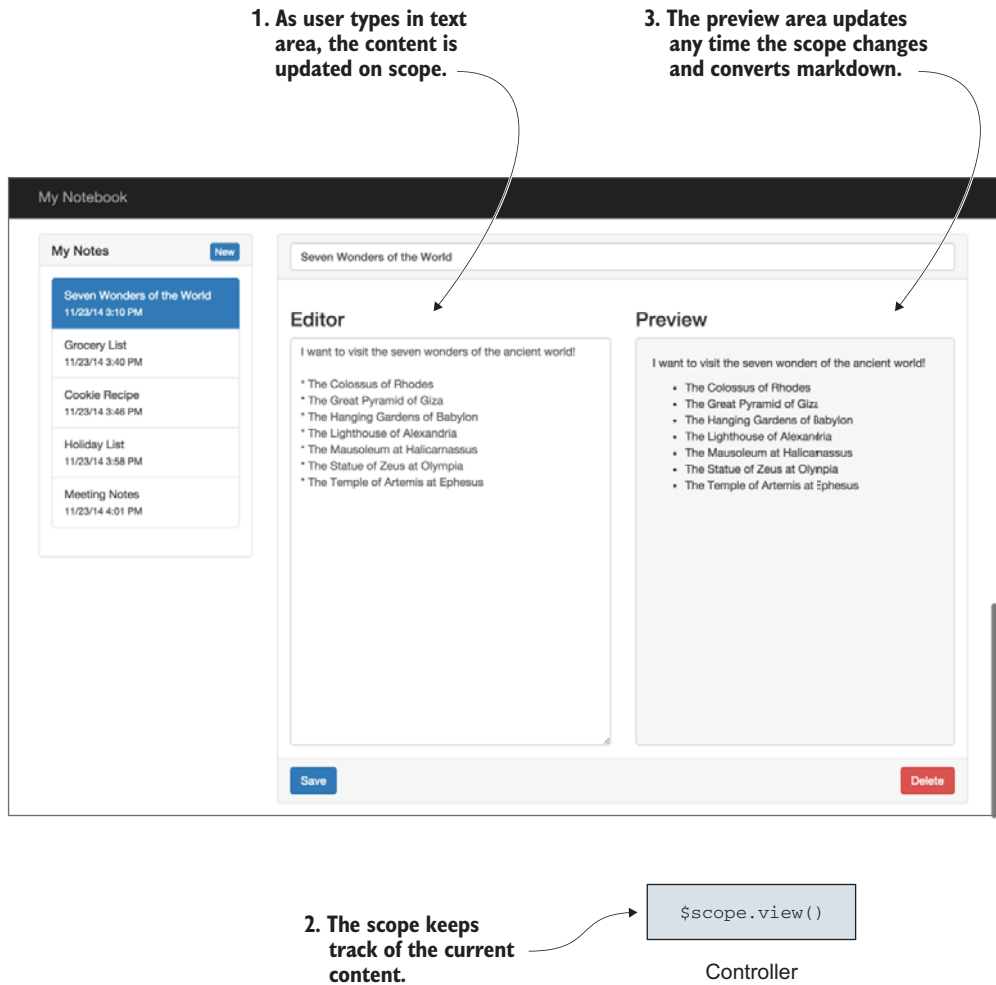 1. As user types in text
area, the content is
updated on scope.
3. The preview area updates
any time the scope changes
and converts markdown.
My Notebook
My Notes
New
Seven Wonders of the World
11/23/14 3:10 PM
Grocery List
11/23/14 3:40 PM
Cookie Recipe
11/23/14 3:46 PM
Holiday List
11/23/14 3:58 PM
Meeting Notes
11/23/14 4:01 PM
Seven Wonders of the World
Editor
I want to visit the seven wonders of the ancient world!
* The Colossus of Rhodes
* The Great Pyramid of Giza
* The Hanging Gardens of Babylon
* The Lighthouse of Alexandria
* The Mausoleum at Halicarnassus
* The Statue of Zeus at Olympia
* The Temple of Artemis at Ephesus
Preview
I want to visit the seven wonders of the ancient world!
• The Colossus of Rhodes
• The Great Pyramid of Giza
• The Hanging Gardens of Babylon
• The Lighthouse of Alexandria
• The Mausoleum at Halicarnassus
• The Statue of Zeus at Olympia
• The Temple of Artemis at Ephesus
Save
Delete
2. The scope keeps
track of the current
content.
$scope.view()
Controller